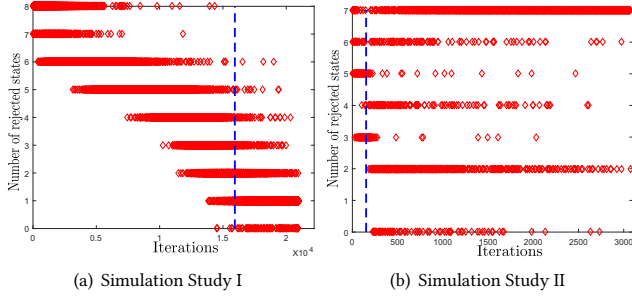 Number of rejected states
8
7
6
5
4
3
2
1
0
0 0.5 1 1.5 2
Iterations
X10^4
(a) Simulation Study I
Number of rejected states
7
6
5
4
3
2
1
0
0 500 1000 1500 2000 2500 3000
Iterations
(b) Simulation Study II